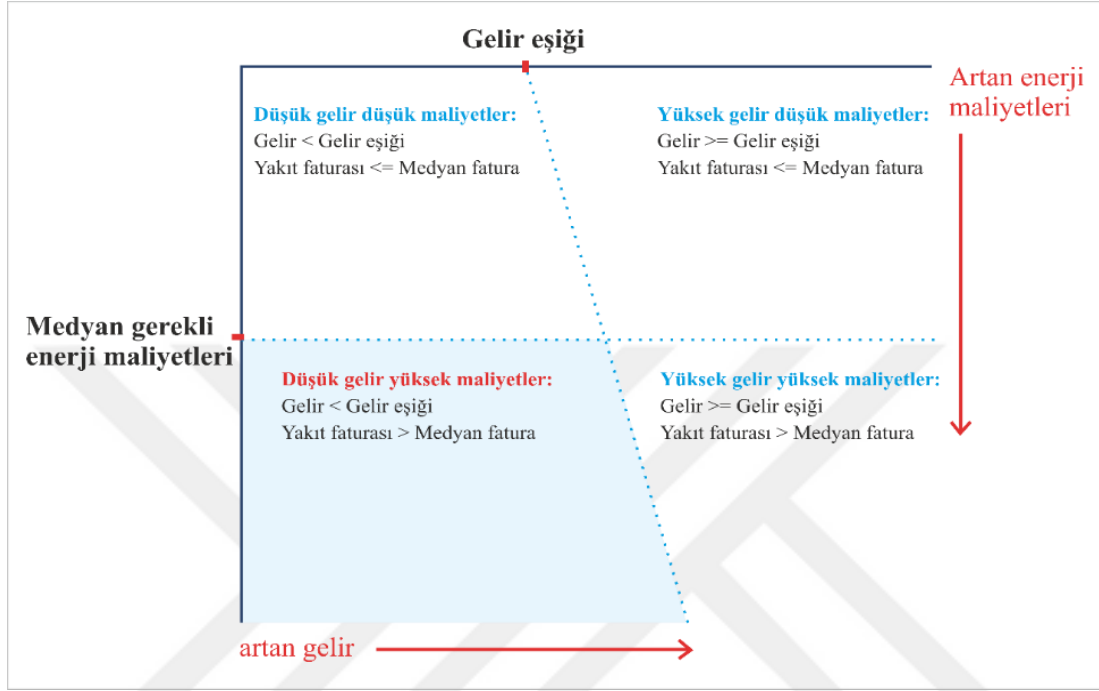 Gelir eşiği
Artan enerji
maliyetleri
Düşük gelir düşük maliyetler:
Gelir < Gelir eşiği
Yakıt faturası <= Medyan fatura
Yüksek gelir düşük maliyetler:
Gelir >= Gelir eşiği
Yakıt faturası <= Medyan fatura
Medyan gerekli
enerji maliyetleri
Düşük gelir yüksek maliyetler:
Gelir < Gelir eşiği
Yakıt faturası > Medyan fatura
Yüksek gelir yüksek maliyetler:
Gelir >= Gelir eşiği
Yakıt faturası > Medyan fatura
artan gelir